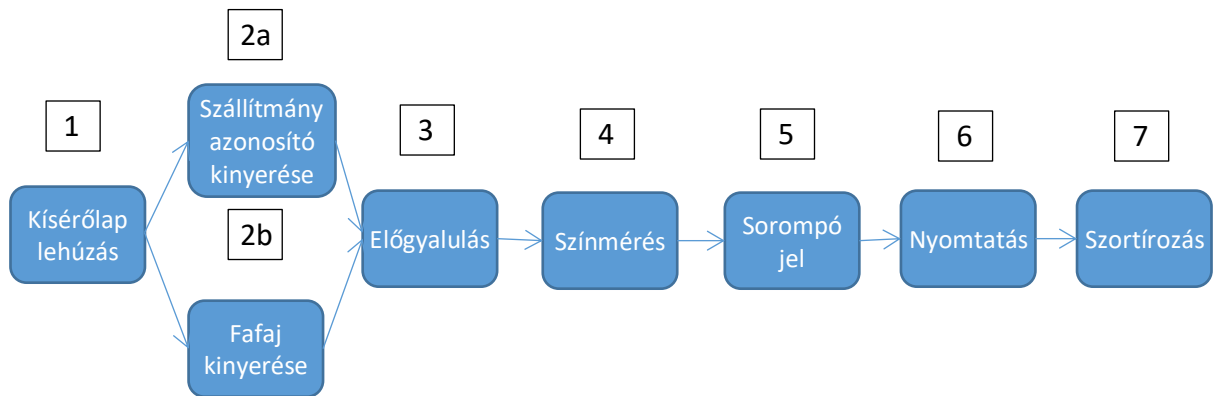 1
Kísérőlap
lehúzás
2a
Szállítmány
azonosító
kinyerése
2b
Fafaj
kinyerése
3
Előgyalulás
4
Színmérés
5
Sorompó
jel
6
Nyomtatás
7
Szortírozás